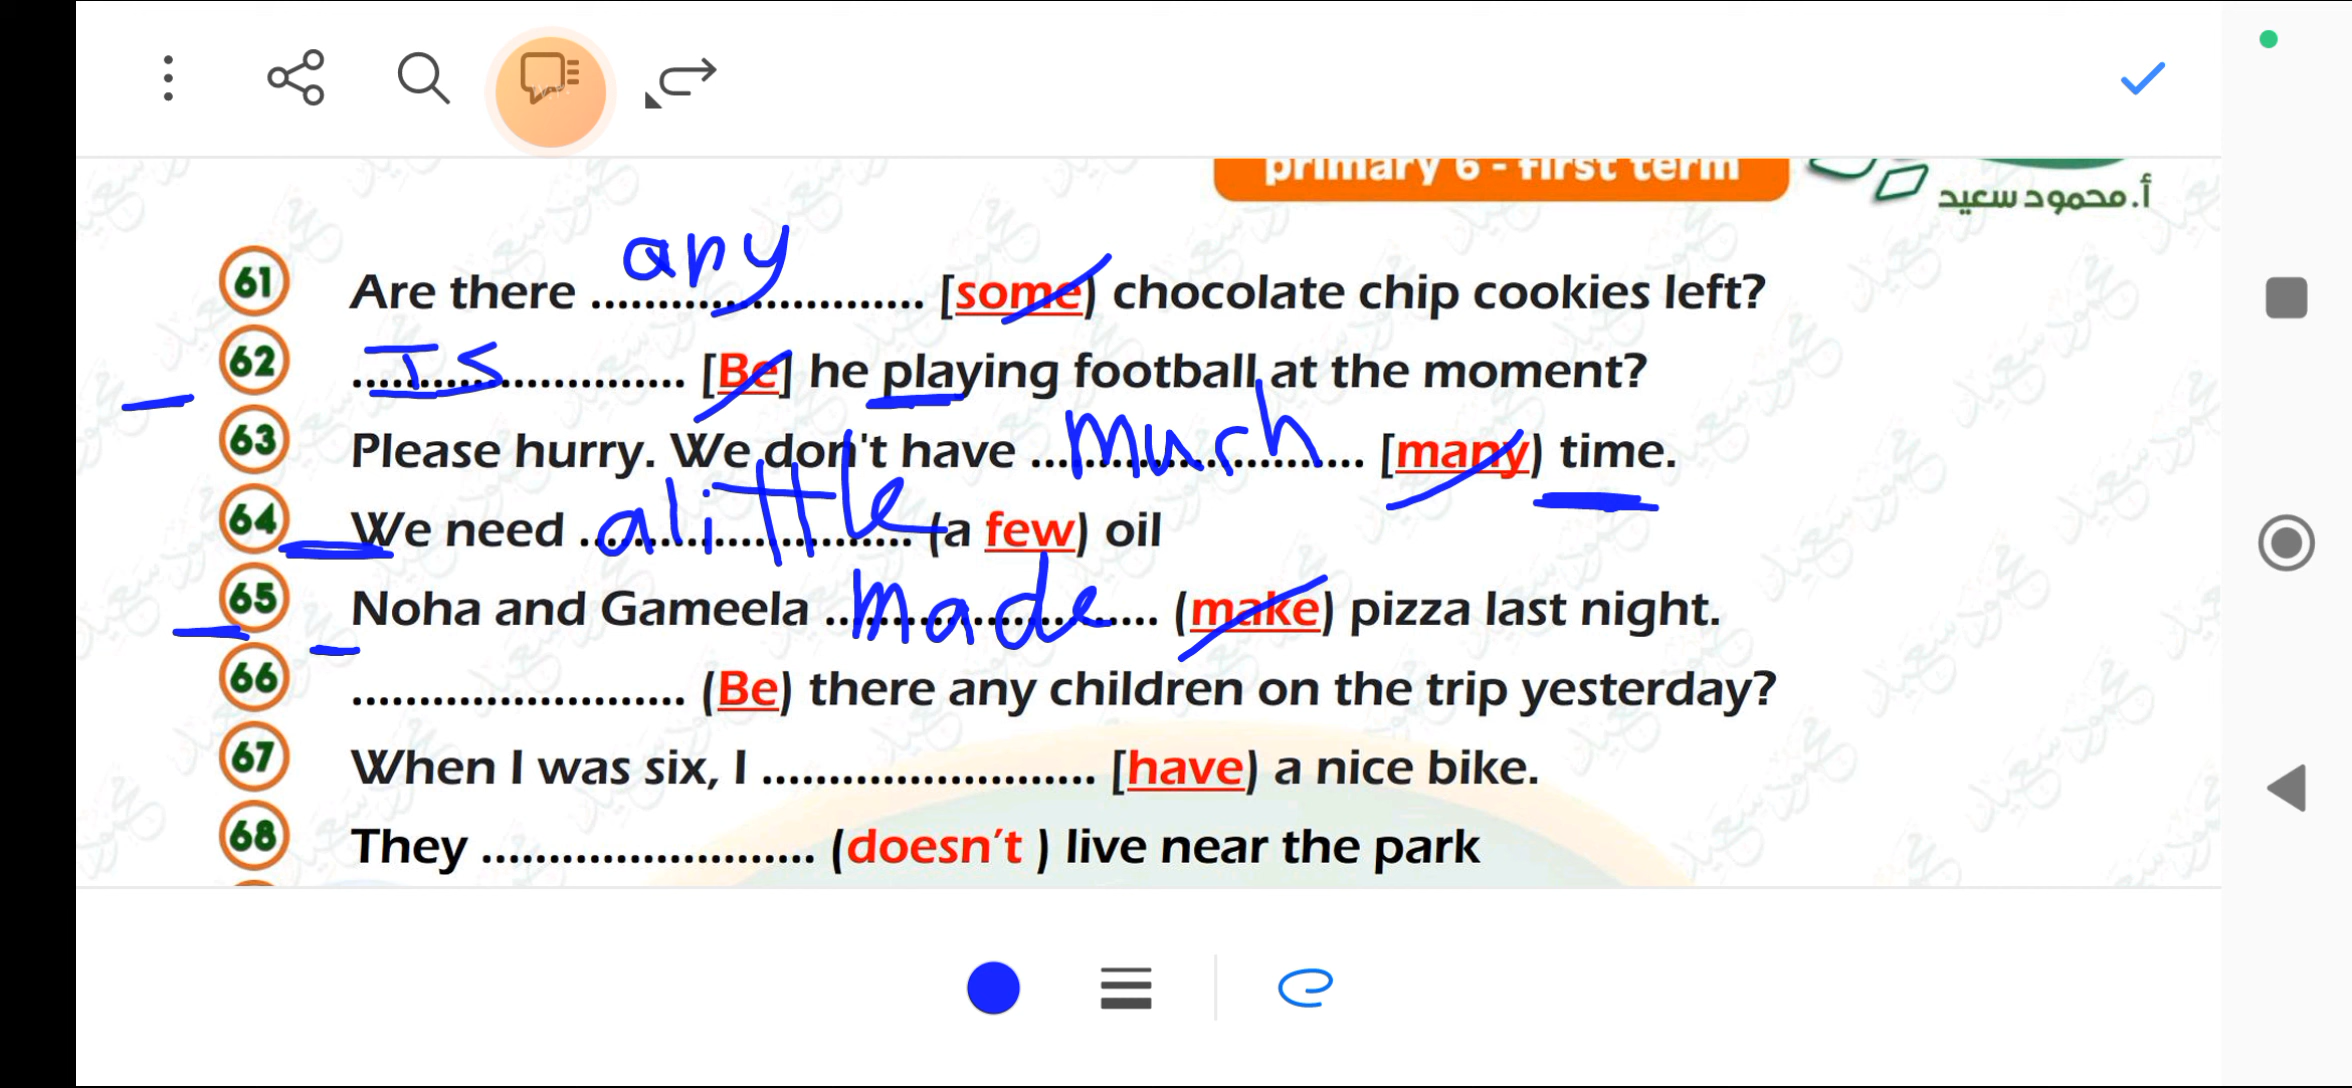 primary 6 - first term
أ. محمود سعيد
any
61 Are there ........................ [some) chocolate chip cookies left?
Is
62 ........................ [Be] he playing football at the moment?
much
63 Please hurry. We don't have ........................ [many) time.
a little
64 We need ........................ (a few) oil
made
65 Noha and Gameela ........................ (make) pizza last night.
66 ........................ (Be) there any children on the trip yesterday?
67 When I was six, I ........................ [have) a nice bike.
68 They ........................ (doesn't ) live near the park